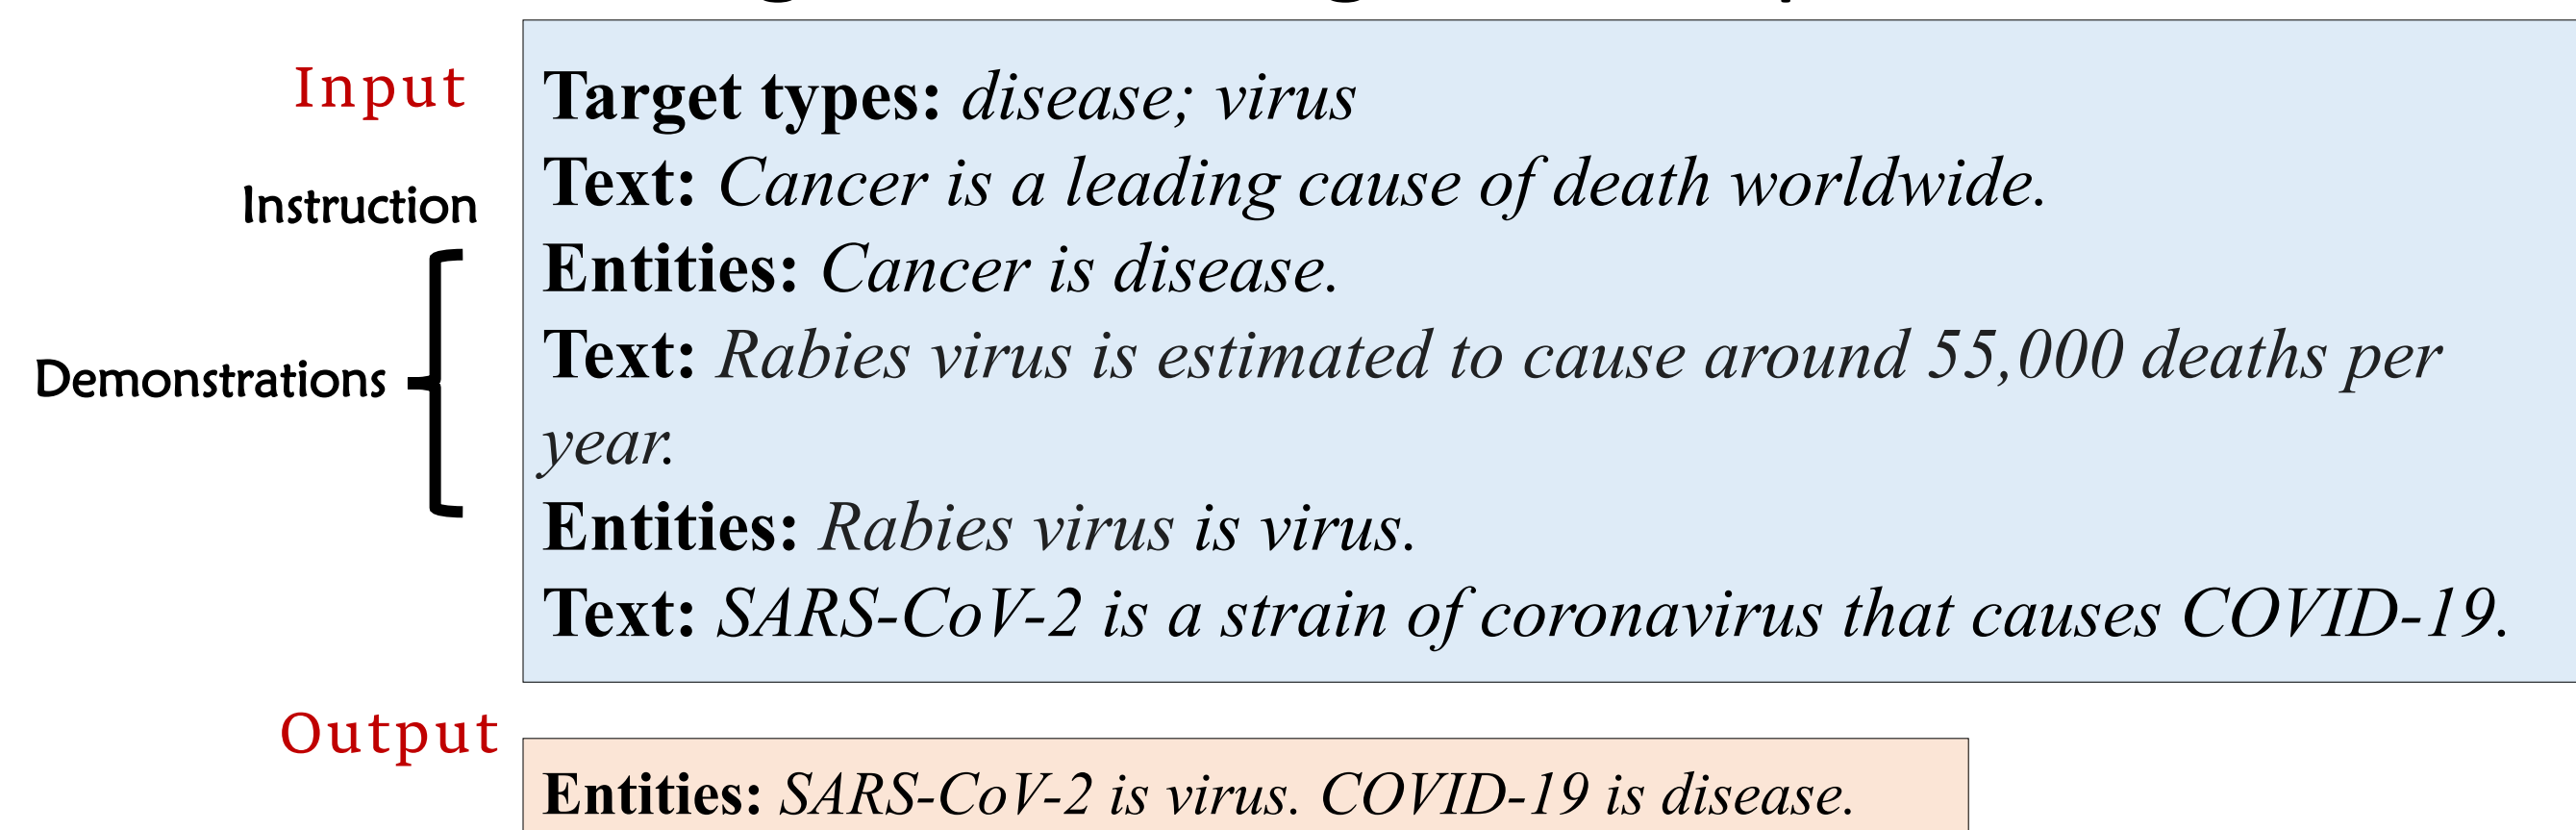 Input
Target types: disease; virus
Text: Cancer is a leading cause of death worldwide.
Instruction
Entities: Cancer is disease.
Demonstrations
Text: Rabies virus is estimated to cause around 55,000 deaths per
year.
Entities: Rabies virus is virus.
Text: SARS-CoV-2 is a strain of coronavirus that causes COVID-19.
Output
Entities: SARS-CoV-2 is virus. COVID-19 is disease.